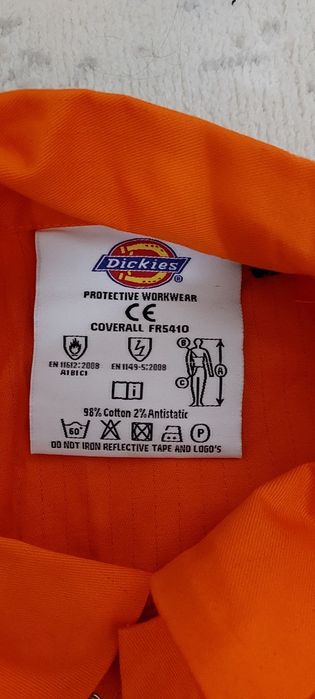 Dickies
®
PROTECTIVE WORKWEAR
CE
COVERALL FR5410
EN 11612:2008
A1B1C1
EN 1149-5:2008
B
C
A
i
98% Cotton 2% Antistatic
60°
P
DO NOT IRON REFLECTIVE TAPE AND LOGO'S